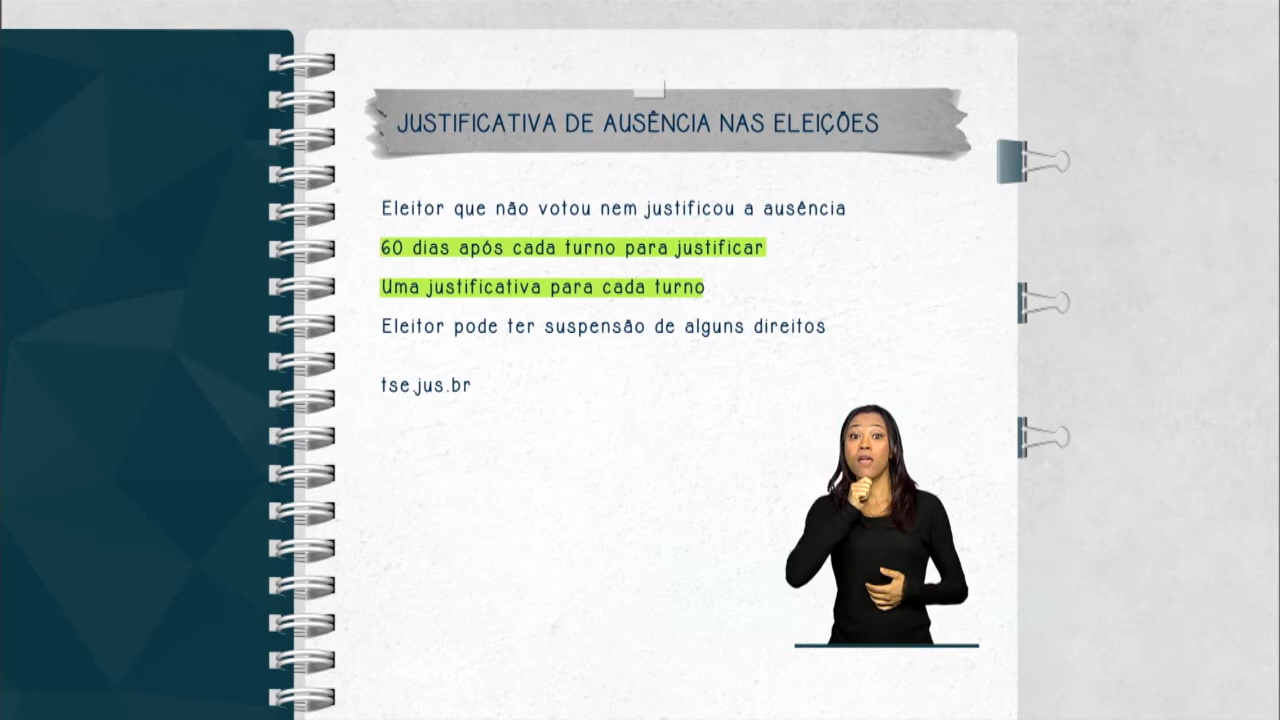 JUSTIFICATIVA DE AUSÊNCIA NAS ELEIÇÕES
Eleitor que não votou nem justificou a ausência
60 dias após cada turno para justificar
Uma justificativa para cada turno
Eleitor pode ter suspensão de alguns direitos
tse.jus.br